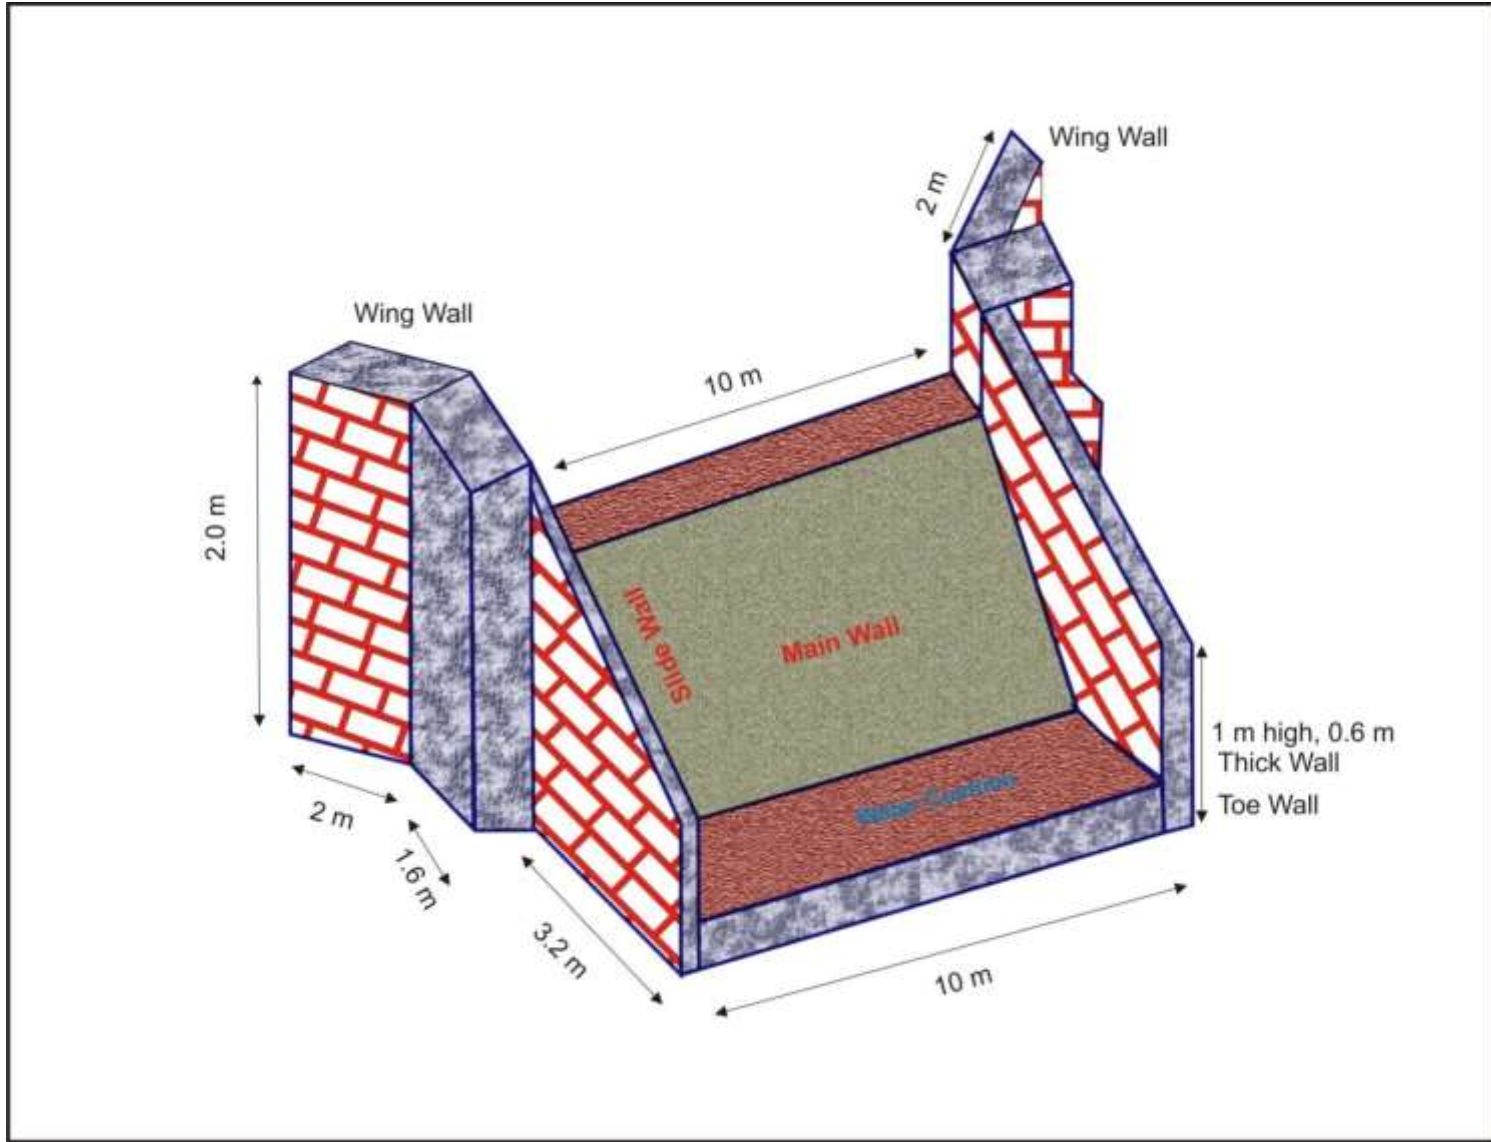 Wing Wall
2 m
Wing Wall
10 m
2.0 m
Slide Wall
Main Wall
1 m high, 0.6 m
Thick Wall
Toe Wall
2 m
1.6 m
3.2 m
10 m